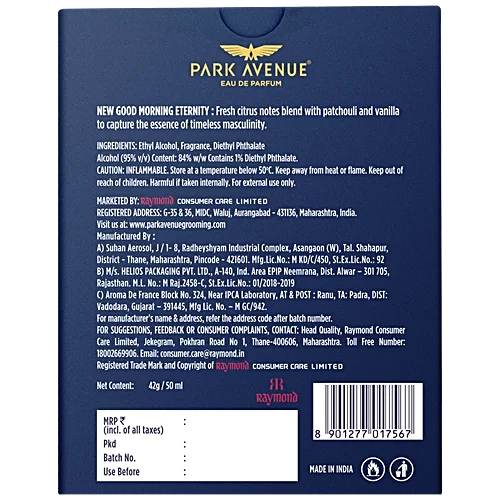 PARK AVENUE®
EAU DE PARFUM
NEW GOOD MORNING ETERNITY : Fresh citrus notes blend with patchouli and vanilla
to capture the essence of timeless masculinity.
INGREDIENTS: Ethyl Alcohol, Fragrance, Diethyl Phthalate
Alcohol (95% v/v) Content: 84% w/w Contains 1% Diethyl Phthalate.
CAUTION: INFLAMMABLE. Store at a temperature below 50°C. Keep away from heat or flame. Keep out of
reach of children. Harmful if taken internally. For external use only.
MARKETED BY: Raymond CONSUMER CARE LIMITED
REGISTERED ADDRESS: G-35 & 36, MIDC, Waluj, Aurangabad - 431136, Maharashtra, India.
Visit us at: www.parkavenuegrooming.com
Manufactured By :
A) Suhan Aerosol, J / 1- 8, Radheyshyam Industrial Complex, Asangaon (W), Tal. Shahapur,
District - Thane, Maharashtra, Pincode - 421601. Mfg.Lic.No.: M KD/C/450, St.Ex.Lic.No.: 92
B) M/s. HELIOS PACKAGING PVT. LTD., A-140, Ind. Area EPIP Neemrana, Dist. Alwar – 301 705,
Rajasthan. M.L. No.: M Raj.2458-C, St.Ex.Lic.No.: 01/2018-2019
C) Aroma De France Block No. 324, Near IPCA Laboratory, AT & POST : Ranu, TA: Padra, DIST:
Vadodara, Gujarat – 391445, Mfg Lic. No. – M GC/942.
For manufacturer's name & address, refer the address code after batch number.
FOR SUGGESTIONS, FEEDBACK OR CONSUMER COMPLAINTS, CONTACT: Head Quality, Raymond Consumer
Care Limited, Jekegram, Pokhran Road No 1, Thane-400606, Maharashtra. Toll Free Number:
18002669906. Email: consumer.care@raymond.in
Registered Trade Mark and Copyright of Raymond CONSUMER CARE LIMITED
Net Content: 42g / 50 ml
Raymond
MRP ₹ :
(incl. of all taxes)
Pkd :
Batch No. :
Use Before :
8 901277 017567
MADE IN INDIA